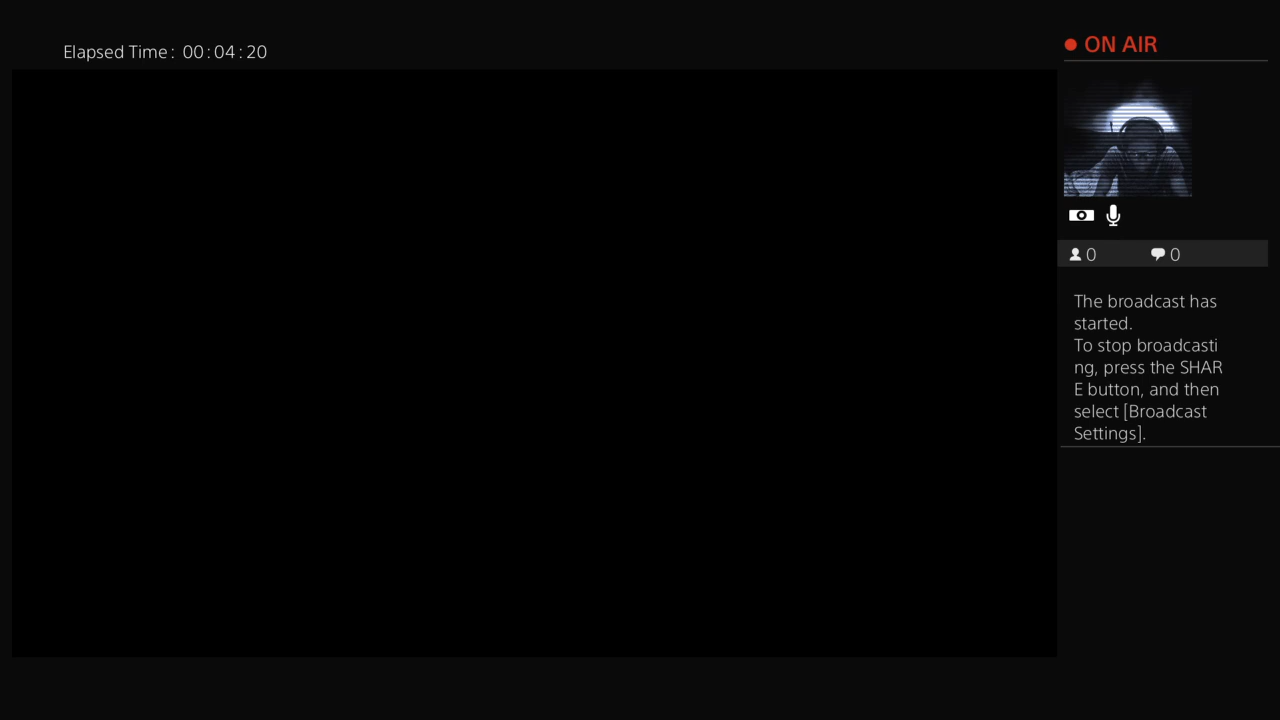 Elapsed Time: 00:04:20
ON AIR
0 0
The broadcast has
started.
To stop broadcasti
ng, press the SHAR
E button, and then
select [Broadcast
Settings].